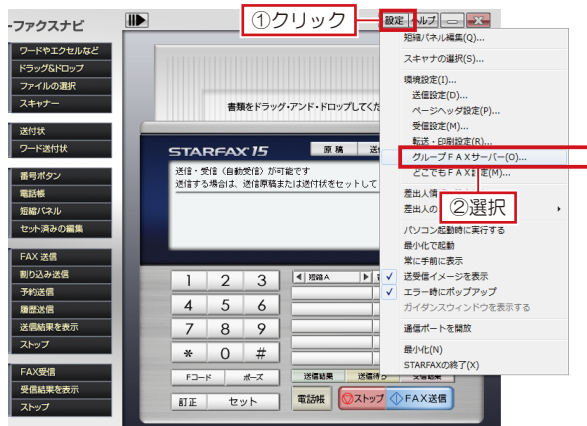 -ファクスナビ
①クリック
設定
ヘルプ
ワードやエクセルなど
ドラッグ&ドロップ
ファイルの選択
スキャナー
送付状
ワード送付状
番号ボタン
電話帳
短縮パネル
セット済みの編集
FAX 送信
割り込み送信
予約送信
履歴送信
送信結果を表示
ストップ
FAX受信
受信結果を表示
ストップ
書類をドラッグ・アンド・ドロップしてくだ
STARFAX 15
原 稿
送
送信・受信（自動受信）が可能です
送信する場合は、送信原稿または送付状をセットして
1 2 3
4 5 6
7 8 9
* 0 #
Fコード
ポーズ
訂正
セット
短縮A
送信結果
送信待ち
受信結果
電話帳
ストップ
FAX送信
短縮パネル編集(Q)...
スキャナの選択(S)...
環境設定(I)...
送信設定(D)...
ページヘッダ設定(P)...
受信設定(M)...
転送・印刷設定(R)...
グループＦＡＸサーバー(O)...
どこでもＦＡＸ設定(M)...
差出人情
差出人の
②選択
パソコン起動時に実行する
最小化で起動
常に手前に表示
送受信イメージを表示
エラー時にポップアップ
ガイダンスウィンドウを表示する
通信ポートを開放
最小化(N)
STARFAXの終了(X)